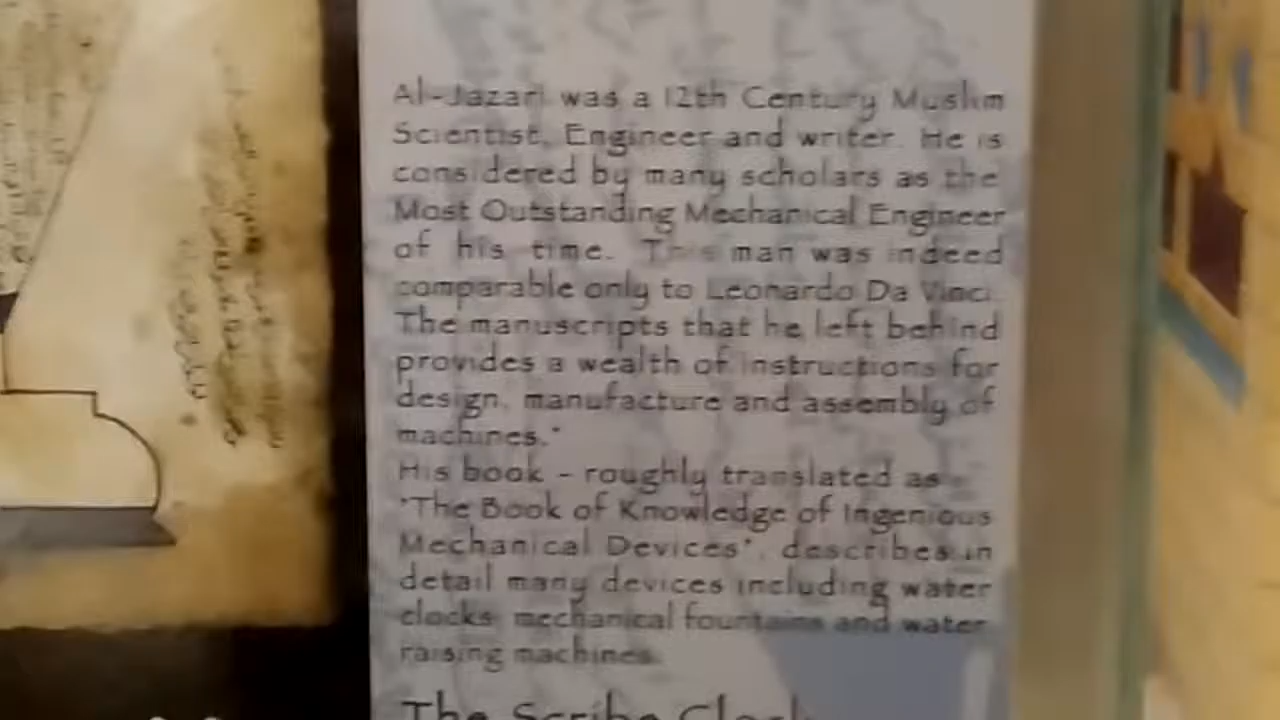 Al-Jazari was a 12th Century Muslim
Scientist, Engineer and writer. He is
considered by many scholars as the
Most Outstanding Mechanical Engineer
of his time. This man was indeed
comparable only to Leonardo Da Vinci.
The manuscripts that he left behind
provides a wealth of instructions for
design, manufacture and assembly of
machines."
His book - roughly translated as
"The Book of Knowledge of Ingenious
Mechanical Devices", describes in
detail many devices including water
clocks, mechanical fountains and water
raising machines.
The Scribe Clock